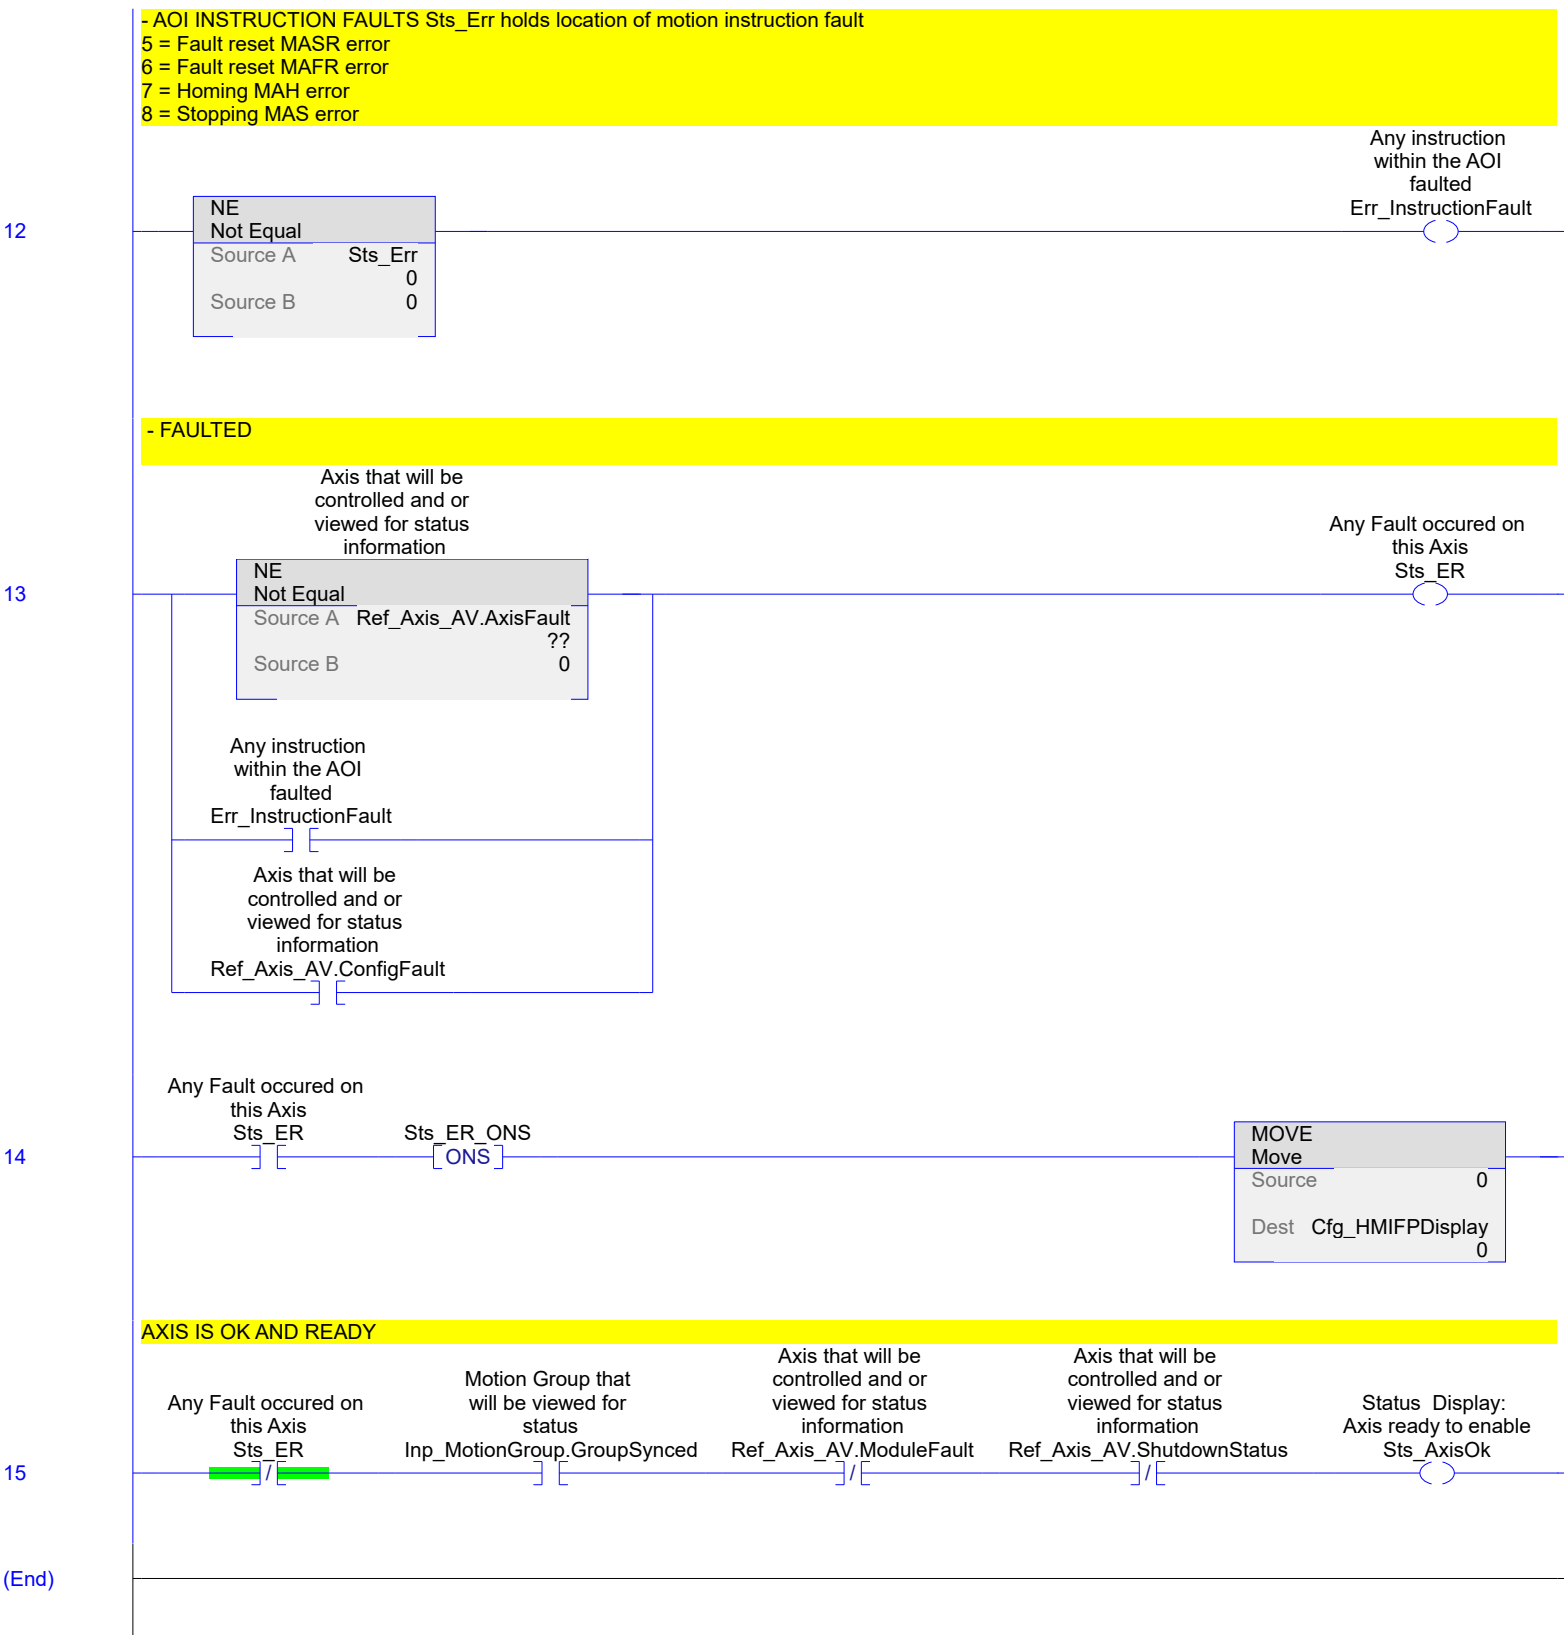 - AOI INSTRUCTION FAULTS Sts_Err holds location of motion instruction fault
5 = Fault reset MASR error
6 = Fault reset MAFR error
7 = Homing MAH error
8 = Stopping MAS error
Any instruction
within the AOI
faulted
Err_InstructionFault
12
NE
Not Equal
Source A Sts_Err
0
Source B 0
- FAULTED
Axis that will be
controlled and or
viewed for status
information
Any Fault occured on
this Axis
Sts_ER
13
NE
Not Equal
Source A Ref_Axis_AV.AxisFault
??
Source B 0
Any instruction
within the AOI
faulted
Err_InstructionFault
Axis that will be
controlled and or
viewed for status
information
Ref_Axis_AV.ConfigFault
Any Fault occured on
this Axis
Sts_ER
Sts_ER_ONS
14
ONS
MOVE
Move
Source 0
Dest Cfg_HMIFPDisplay
0
AXIS IS OK AND READY
Any Fault occured on
this Axis
Sts_ER
Motion Group that
will be viewed for
status
Inp_MotionGroup.GroupSynced
Axis that will be
controlled and or
viewed for status
information
Ref_Axis_AV.ModuleFault
Axis that will be
controlled and or
viewed for status
information
Ref_Axis_AV.ShutdownStatus
Status Display:
Axis ready to enable
Sts_AxisOk
15
/
/
/
(End)